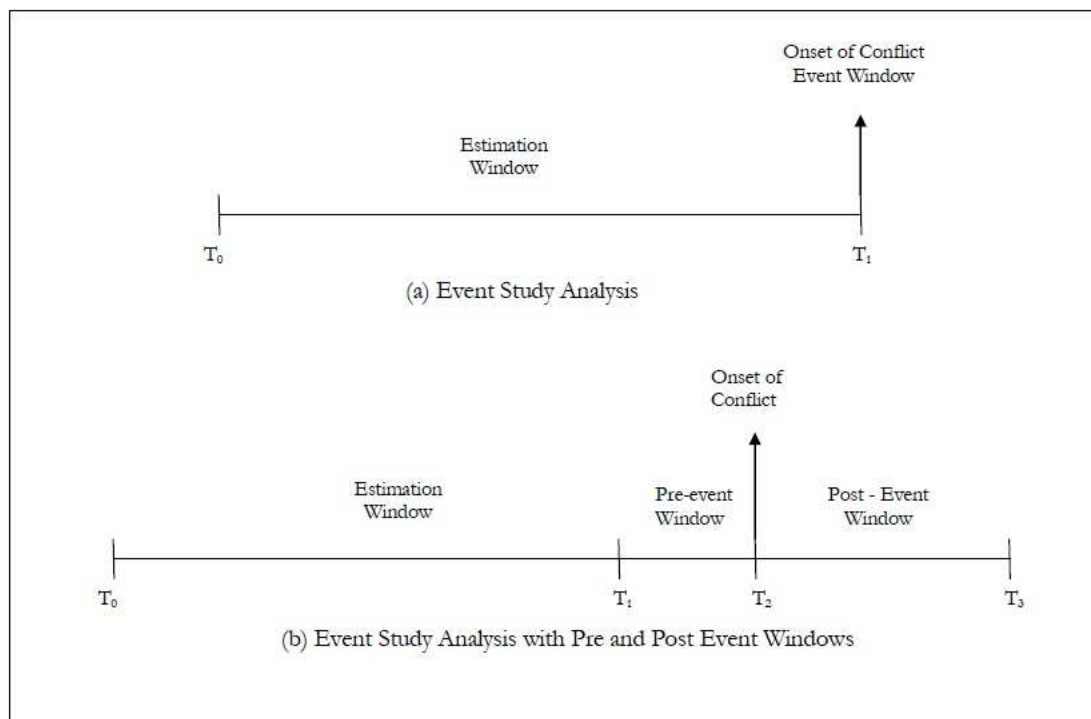 Onset of Conflict
Event Window
Estimation
Window
T₀
T₁
(a) Event Study Analysis
Onset of
Conflict
Estimation
Window
Pre-event
Window
Post - Event
Window
T₀
T₁
T₂
T₃
(b) Event Study Analysis with Pre and Post Event Windows